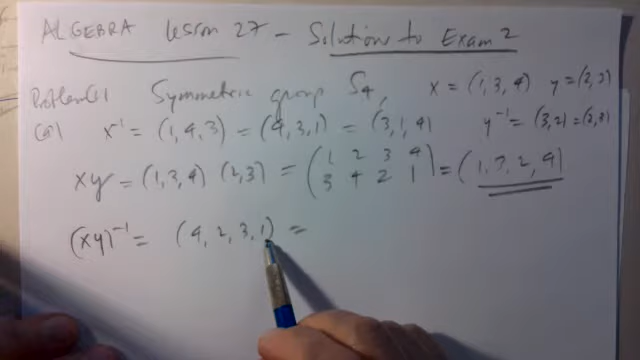 ALGEBRA Lesson 27 - Solution to Exam 2
Problem 1 Symmetric group S4, x = (1,3,4) y = (2,3)
(a) x⁻¹ = (1,4,3) = (4,3,1) = (3,1,4) y⁻¹ = (3,2) = (2,3)
xy = (1,3,4) (2,3) = (1 2 3 4 / 3 4 2 1) = (1,3,2,4)
(xy)⁻¹ = (4,2,3,1) =